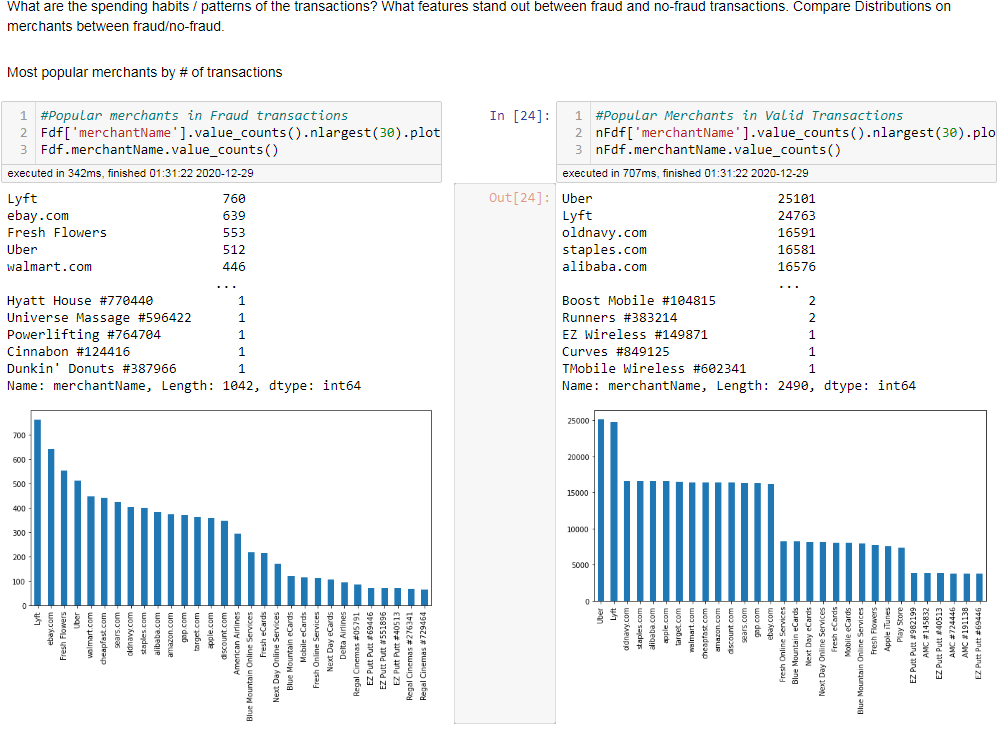 What are the spending habits / patterns of the transactions? What features stand out between fraud and no-fraud transactions. Compare Distributions on
merchants between fraud/no-fraud.
Most popular merchants by # of transactions
1 #Popular merchants in Fraud transactions
2 Fdf['merchantName'].value_counts().nlargest(30).plot
3 Fdf.merchantName.value_counts()
executed in 342ms, finished 01:31:22 2020-12-29
Lyft 760
ebay.com 639
Fresh Flowers 553
Uber 512
walmart.com 446
...
Hyatt House #770440 1
Universe Massage #596422 1
Powerlifting #764704 1
Cinnabon #124416 1
Dunkin' Donuts #387966 1
Name: merchantName, Length: 1042, dtype: int64
700
600
500
400
300
200
100
0
Lyft
ebay.com
Fresh Flowers
Uber
walmart.com
cheapfast.com
sears.com
oldnavy.com
staples.com
alibaba.com
amazon.com
gap.com
target.com
apple.com
discount.com
American Airlines
Blue Mountain Online Services
Fresh eCards
Next Day Online Services
Blue Mountain eCards
Mobile eCards
Fresh Online Services
Next Day eCards
Delta Airlines
Regal Cinemas #05791
EZ Putt Putt #69446
EZ Putt Putt #551896
EZ Putt Putt #40513
Regal Cinemas #276341
Regal Cinemas #729464
In [24]:
1 #Popular Merchants in Valid Transactions
2 nFdf['merchantName'].value_counts().nlargest(30).plo
3 nFdf.merchantName.value_counts()
executed in 707ms, finished 01:31:22 2020-12-29
Out[24]:
Uber 25101
Lyft 24763
oldnavy.com 16591
staples.com 16581
alibaba.com 16576
...
Boost Mobile #104815 2
Runners #383214 2
EZ Wireless #149871 1
Curves #849125 1
TMobile Wireless #602341 1
Name: merchantName, Length: 2490, dtype: int64
25000
20000
15000
10000
5000
0
Uber
Lyft
oldnavy.com
staples.com
alibaba.com
apple.com
target.com
walmart.com
cheapfast.com
amazon.com
discount.com
sears.com
gap.com
ebay.com
Fresh Online Services
Blue Mountain eCards
Next Day eCards
Next Day Online Services
Fresh eCards
Mobile eCards
Blue Mountain Online Services
Fresh Flowers
Apple iTunes
Play Store
EZ Putt Putt #982199
AMC #145832
EZ Putt Putt #40513
AMC #724446
AMC #191138
EZ Putt Putt #69446